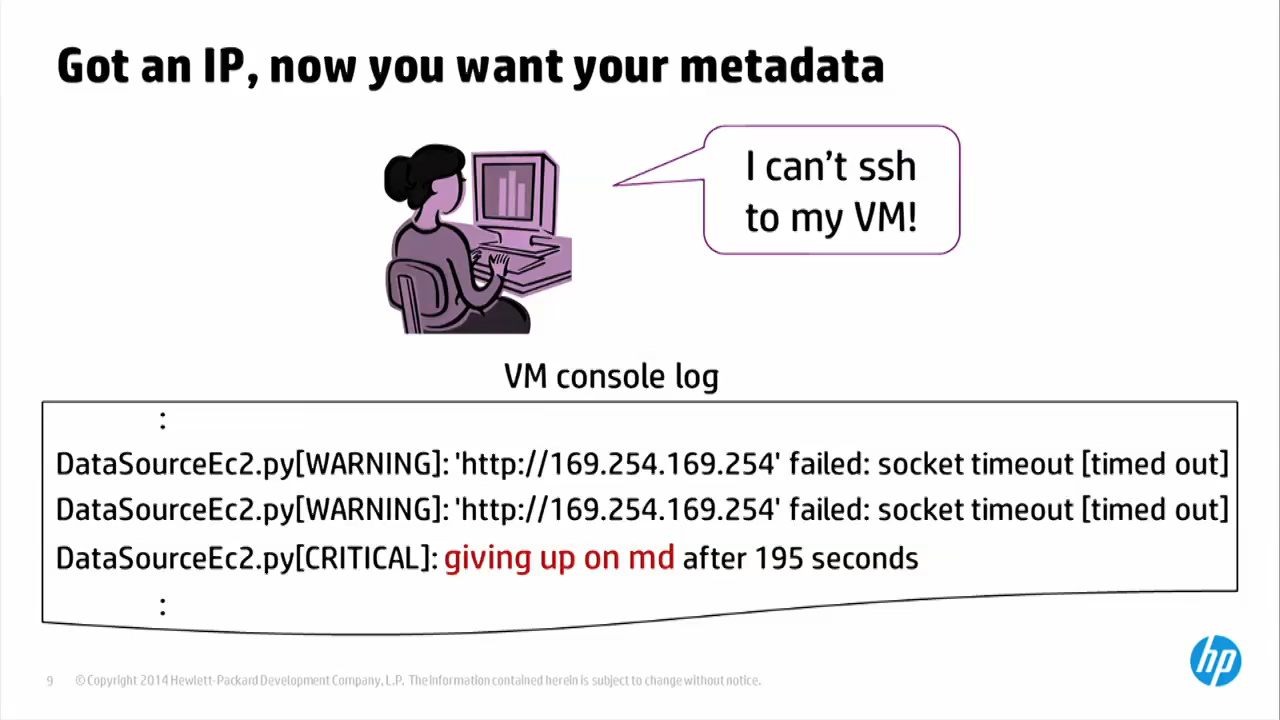 Got an IP, now you want your metadata
I can’t ssh
to my VM!
VM console log
:
DataSourceEc2.py[WARNING]: 'http://169.254.169.254' failed: socket timeout [timed out]
DataSourceEc2.py[WARNING]: 'http://169.254.169.254' failed: socket timeout [timed out]
DataSourceEc2.py[CRITICAL]: giving up on md after 195 seconds
:
hp
9 © Copyright 2014 Hewlett-Packard Development Company, L.P. The information contained herein is subject to change without notice.